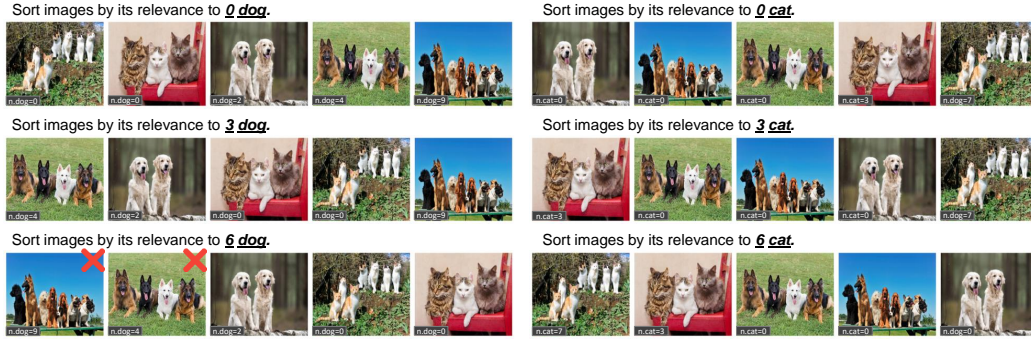 Sort images by its relevance to 0 dog.
n.dog=0 n.dog=0 n.dog=2 n.dog=4 n.dog=9
Sort images by its relevance to 3 dog.
n.dog=4 n.dog=2 n.dog=0 n.dog=0 n.dog=9
Sort images by its relevance to 6 dog.
n.dog=9 n.dog=4 n.dog=2 n.dog=0 n.dog=0
Sort images by its relevance to 0 cat.
n.cat=0 n.cat=0 n.cat=0 n.cat=3 n.dog=7
Sort images by its relevance to 3 cat.
n.cat=3 n.cat=0 n.cat=0 n.cat=0 n.dog=7
Sort images by its relevance to 6 cat.
n.cat=7 n.cat=3 n.cat=0 n.cat=0 n.dog=0